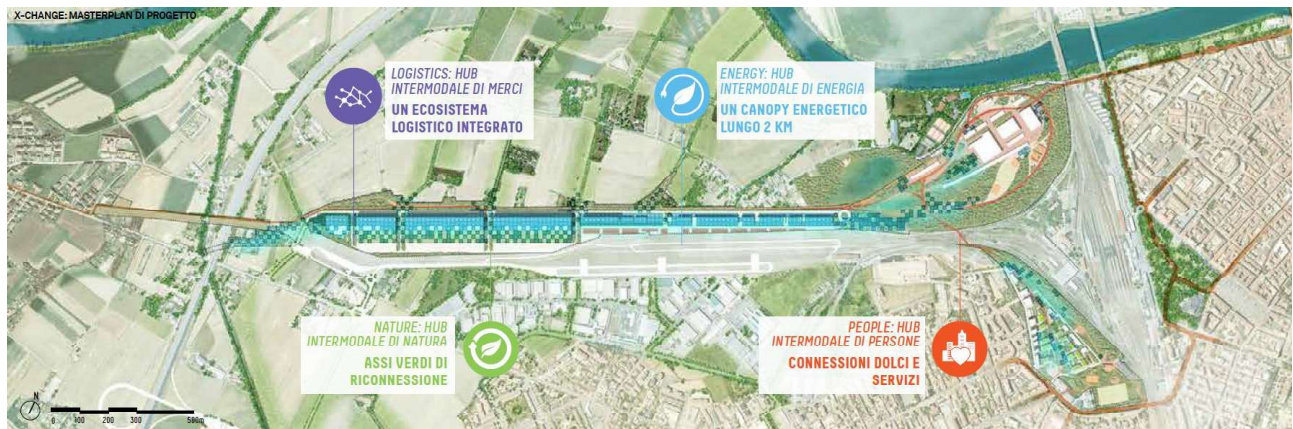 X-CHANGE: MASTERPLAN DI PROGETTO
LOGISTICS: HUB
INTERMODALE DI MERCI
UN ECOSISTEMA
LOGISTICO INTEGRATO
ENERGY: HUB
INTERMODALE DI ENERGIA
UN CANOPY ENERGETICO
LUNGO 2 KM
NATURE: HUB
INTERMODALE DI NATURA
ASSI VERDI DI
RICONNESSIONE
PEOPLE: HUB
INTERMODALE DI PERSONE
CONNESSIONI DOLCI E
SERVIZI
N
0 100 200 300 500m